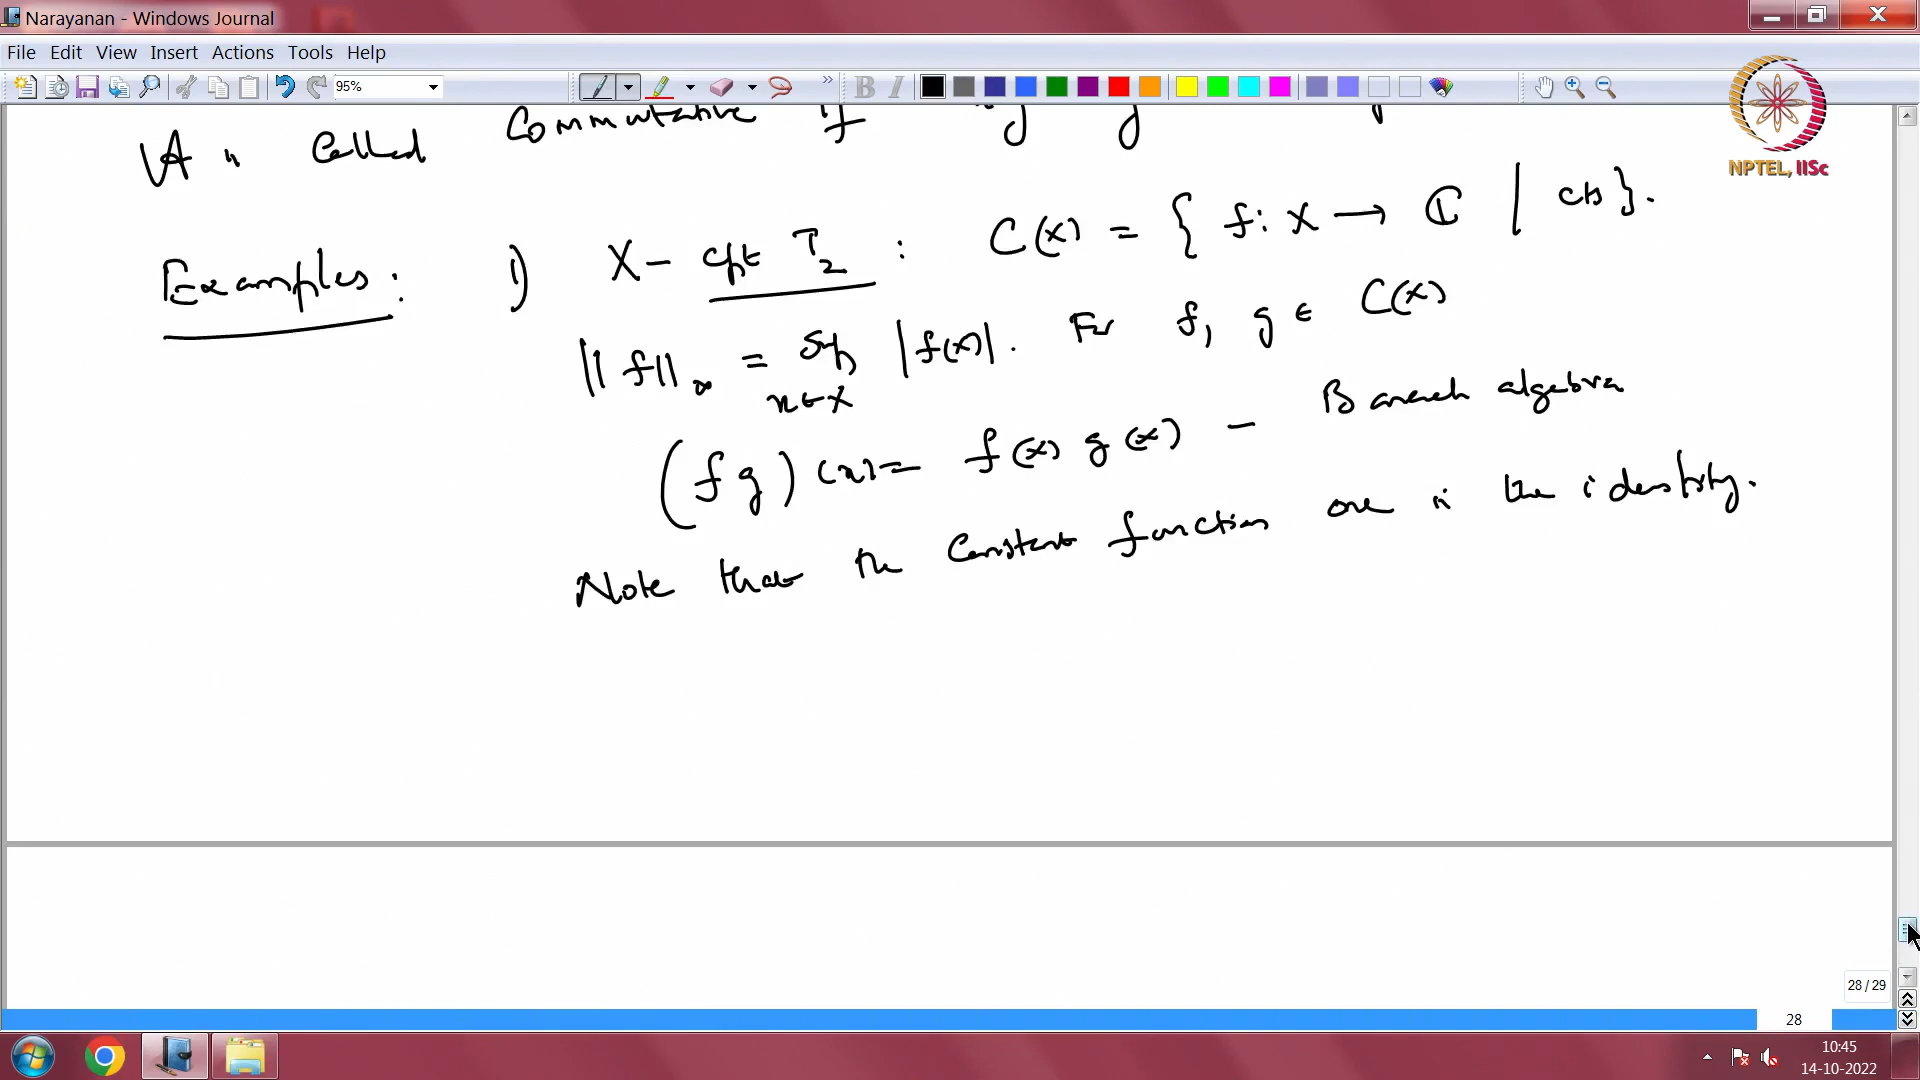 Narayanan - Windows Journal
File Edit View Insert Actions Tools Help
95%
NPTEL, IISc
A is called Commutative if
Examples: 1) X - cpt T₂ : C(X) = { f: X → ℂ | cts }.
||f||∞ = Sup x∈X |f(x)|. For f, g ∈ C(X)
(fg)(x) = f(x) g(x) - Banach algebra
Note that the Constant function one is the identity.
28 / 29
28
10:45
14-10-2022